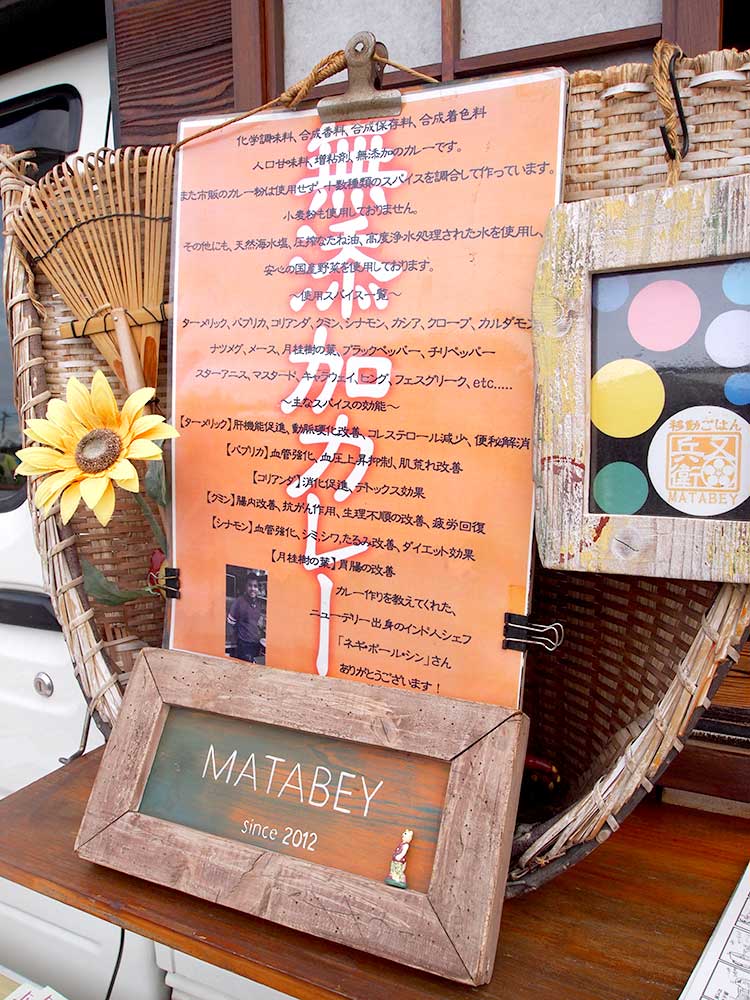 化学調味料、合成香料、合成保存料、合成着色料
人口甘味料、増粘剤、無添加のカレーです。
また市販のカレー粉は使用せず、十数種類のスパイスを調合して作っています。
小麦粉も使用しておりません。
その他にも、天然海水塩、圧搾なたね油、高度浄水処理された水を使用し、
安心の国産野菜を使用しております。
～使用スパイス一覧～
ターメリック、パプリカ、コリアンダ、クミン、シナモン、カシア、クローブ、カルダモン
ナツメグ、メース、月桂樹の葉、ブラックペッパー、チリペッパー
スターアニス、マスタード、キャラウェイ、ヒング、フェスグリーク、etc.....
～主なスパイスの効能～
【ターメリック】肝機能促進、動脈硬化改善、コレステロール減少、便秘解消
【パプリカ】血管強化、血圧上昇抑制、肌荒れ改善
【コリアンダ】消化促進、デトックス効果
【クミン】腸内改善、抗がん作用、生理不順の改善、疲労回復
【シナモン】血管強化、シミ,シワ,たるみ改善、ダイエット効果
【月桂樹の葉】胃腸の改善
カレー作りを教えてくれた、
ニューデリー出身のインド人シェフ
「ネギ・ポール・シン」さん
ありがとうございます！
無添加カレー
移動ごはん
又兵衛
MATABEY
MATABEY
since 2012